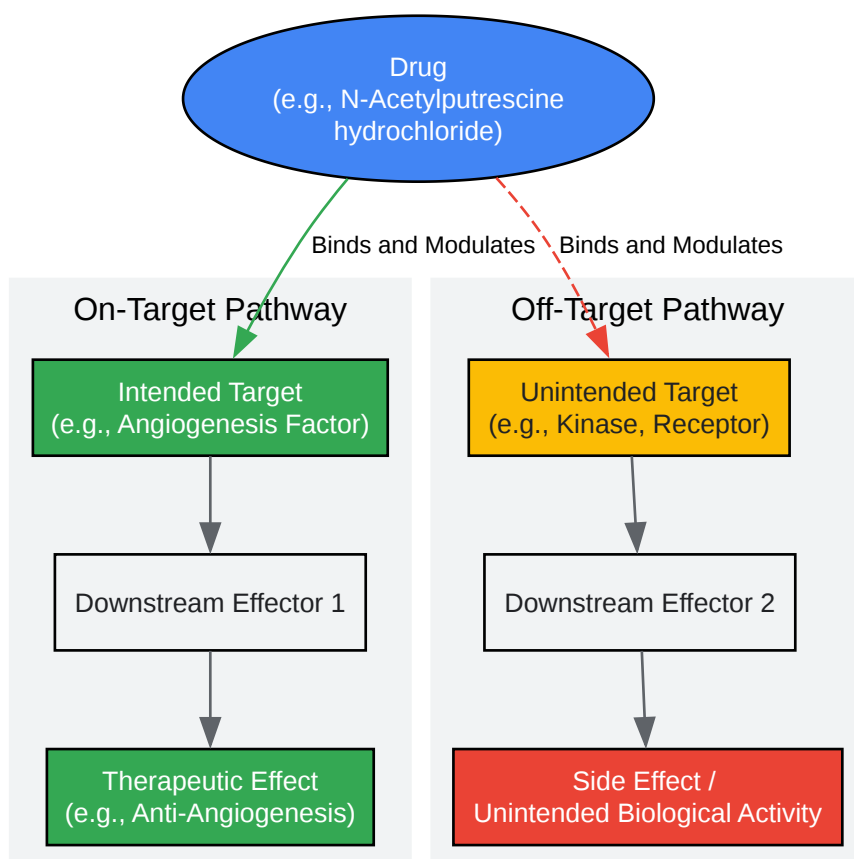 Drug
(e.g., N-Acetylputrescine
hydrochloride)
Binds and Modulates
Binds and Modulates
On-Target Pathway
Off-Target Pathway
Intended Target
(e.g., Angiogenesis Factor)
Unintended Target
(e.g., Kinase, Receptor)
Downstream Effector 1
Downstream Effector 2
Therapeutic Effect
(e.g., Anti-Angiogenesis)
Side Effect /
Unintended Biological Activity